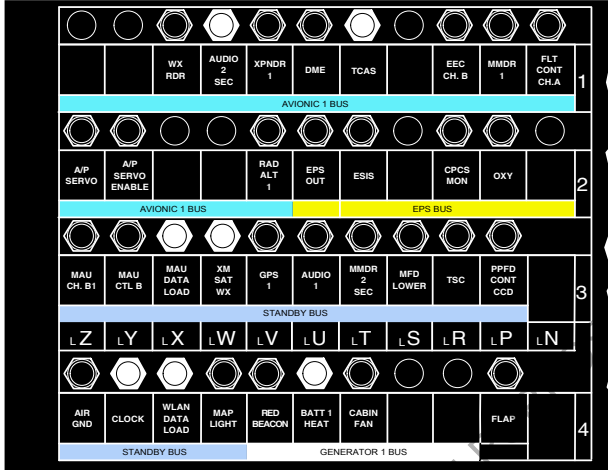 WX RDR
AUDIO 2 SEC
XPNDR 1
DME
TCAS
EEC CH. B
MMDR 1
FLT CONT CH.A
1
AVIONIC 1 BUS
A/P SERVO
A/P SERVO ENABLE
RAD ALT 1
EPS OUT
ESIS
CPCS MON
OXY
2
AVIONIC 1 BUS
EPS BUS
MAU CH. B1
MAU CTL B
MAU DATA LOAD
XM SAT WX
GPS 1
AUDIO 1
MMDR 2 SEC
MFD LOWER
TSC
PPFD CONT CCD
3
STANDBY BUS
LZ LY LX LW LV LU LT LS LR LP LN
AIR GND
CLOCK
WLAN DATA LOAD
MAP LIGHT
RED BEACON
BATT 1 HEAT
CABIN FAN
FLAP
4
STANDBY BUS
GENERATOR 1 BUS